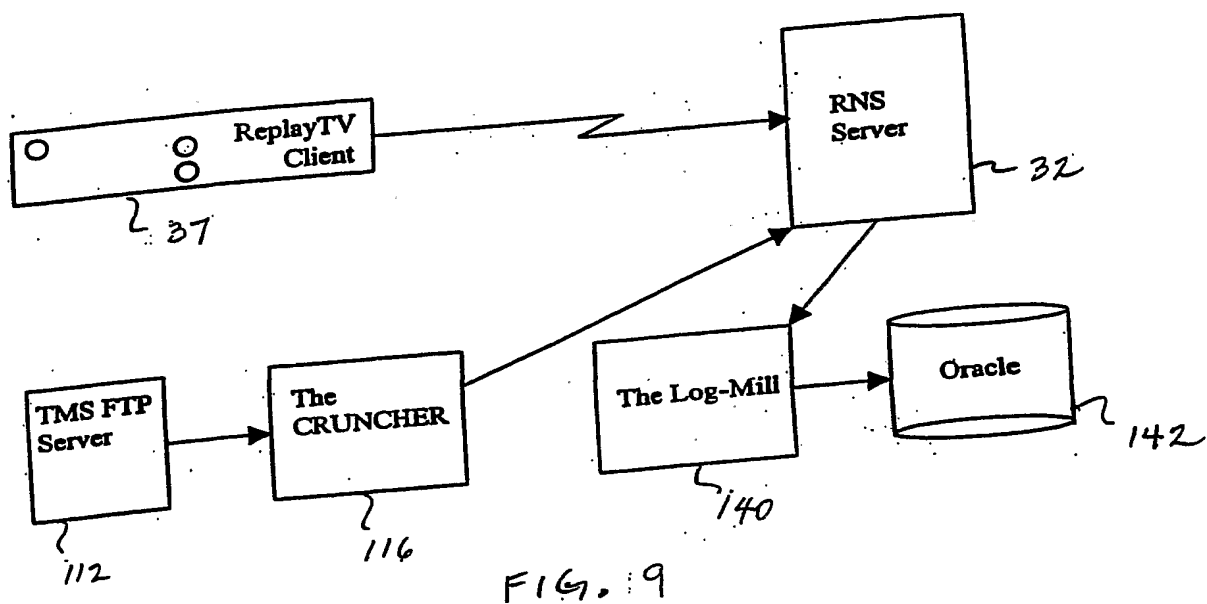 ReplayTV
Client
37
RNS
Server
32
TMS FTP
Server
112
The
CRUNCHER
116
The Log-Mill
140
Oracle
142
FIG. 9